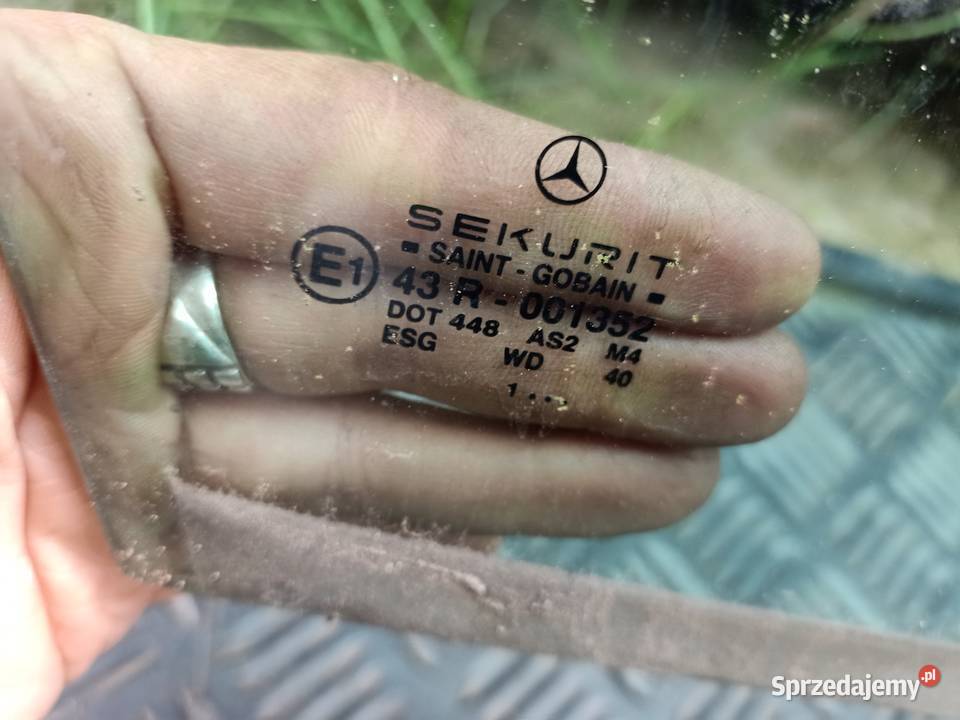 SEKURIT
▪ SAINT - GOBAIN ▪
E1
43 R - 001352
DOT 448 AS2 M4
ESG WD 40
1 ...
Sprzedajemy.pl